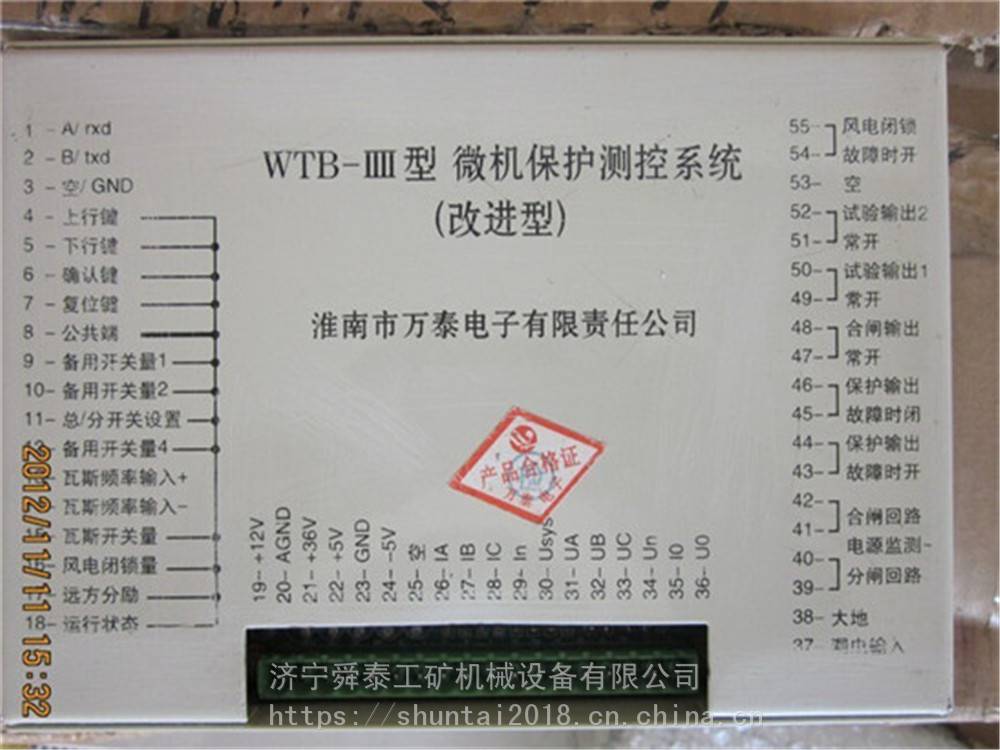 WTB-IIII型 微机保护测控系统
(改进型)
淮南市万泰电子有限责任公司
1 - A/ rxd
2 - B/ txd
3 - 空/ GND
4 - 上行键
5 - 下行键
6 - 确认键
7 - 复位键
8 - 公共端
9 - 备用开关量1
10- 备用开关量2
11- 总/分开关设置
备用开关量4
瓦斯频率输入+
瓦斯频率输入-
瓦斯开关量
风电闭锁量
远方分励
18- 运行状态
19- +12V
20- AGND
21- +36V
22- +5V
23- GND
24- -5V
25- 空
26- IA
27- IB
28- IC
29- In
30- Usys
31- UA
32- UB
33- UC
34- Un
35- I0
36- U0
55- 风电闭锁
54- 故障时开
53- 空
52- 试验输出2
51- 常开
50- 试验输出1
49- 常开
48- 合闸输出
47- 常开
46- 保护输出
45- 故障时闭
44- 保护输出
43- 故障时开
42-
41- 合闸回路
电源监测~
40-
39- 分闸回路
38- 大地
37- 漏电输入
产品合格证
万泰电子
2012/11/11 15:32
济宁舜泰工矿机械设备有限公司
https://shuntai2018.cn.china.cn